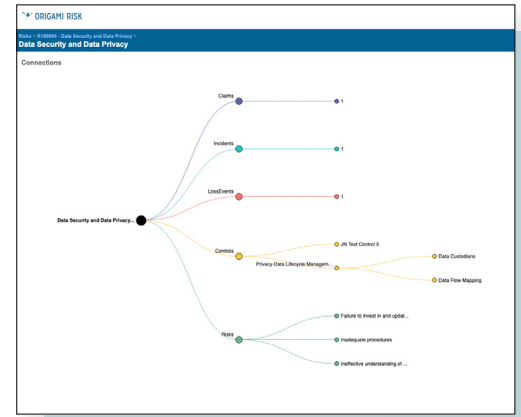 ORIGAMI RISK
Risks > R160004 - Data Security and Data Privacy >
Data Security and Data Privacy
Connections
Claims
1
Incidents
1
LossEvents
1
Data Security and Data Privacy...
Controls
JN Test Control 3
Privacy Data Lifecycle Managem...
Data Custodians
Data Flow Mapping
Risks
Failure to invest in and updat...
Inadequate procedures
Ineffective understanding of ...